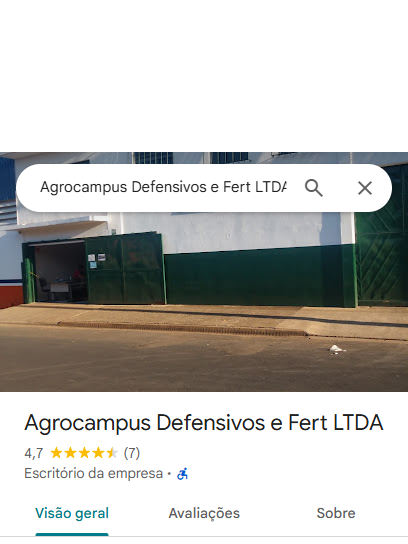 Agrocampus Defensivos e Fert LTDA
Agrocampus Defensivos e Fert LTDA
4,7 (7)
Escritório da empresa ·
Visão geral Avaliações Sobre